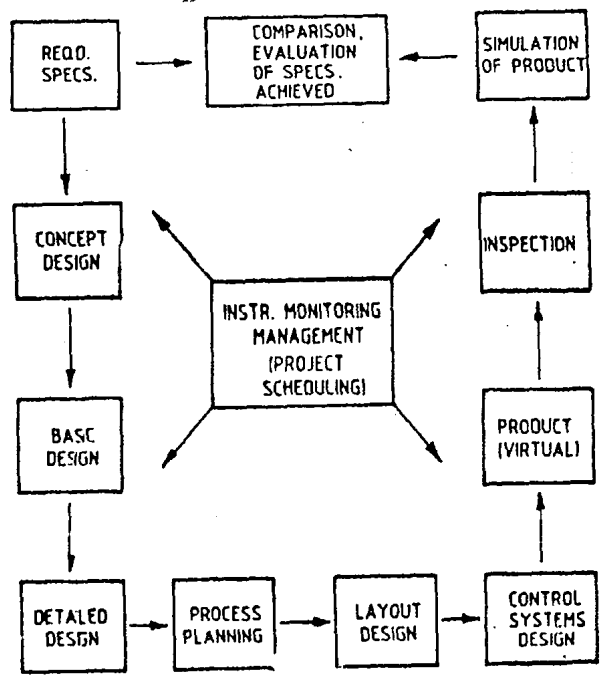 REQD.
SPECS.
COMPARISON,
EVALUATION
OF SPECS.
ACHIEVED
SIMULATION
OF PRODUCT
CONCEPT
DESIGN
INSPECTION
INSTR. MONITORING
MANAGEMENT
(PROJECT
SCHEDULING)
BASC
DESIGN
PRODUCT
(VIRTUAL)
DETALED
DESGN
PROCESS
PLANNING
LAYOUT
DESIGN
CONTROL
SYSTEMS
DESIGN